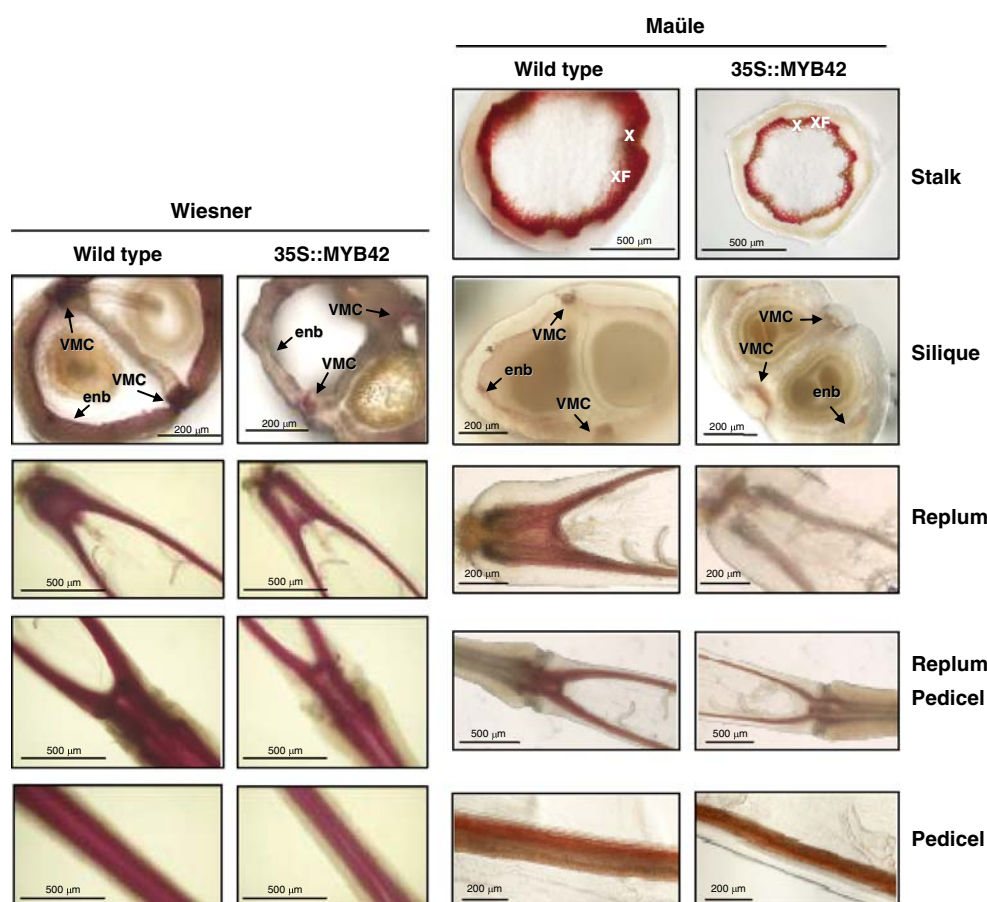 Maüle
Wild type 35S::MYB42
X
XF
500 µm
X XF
500 µm
Stalk
Wiesner
Wild type 35S::MYB42
VMC
VMC
enb
200 µm
VMC
enb
VMC
200 µm
VMC
enb
VMC
200 µm
VMC
VMC
enb
200 µm
Silique
500 µm
500 µm
200 µm
200 µm
Replum
500 µm
500 µm
500 µm
500 µm
Replum
Pedicel
500 µm
500 µm
200 µm
200 µm
Pedicel